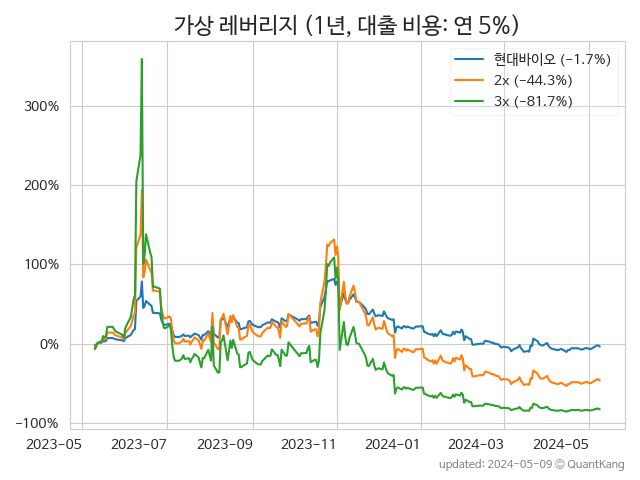 가상 레버리지 (1년, 대출 비용: 연 5%)
현대바이오 (−1.7%)
2x (−44.3%)
3x (−81.7%)
300%
200%
100%
0%
−100%
2023-05 2023-07 2023-09 2023-11 2024-01 2024-03 2024-05
updated: 2024-05-09 © QuantKang